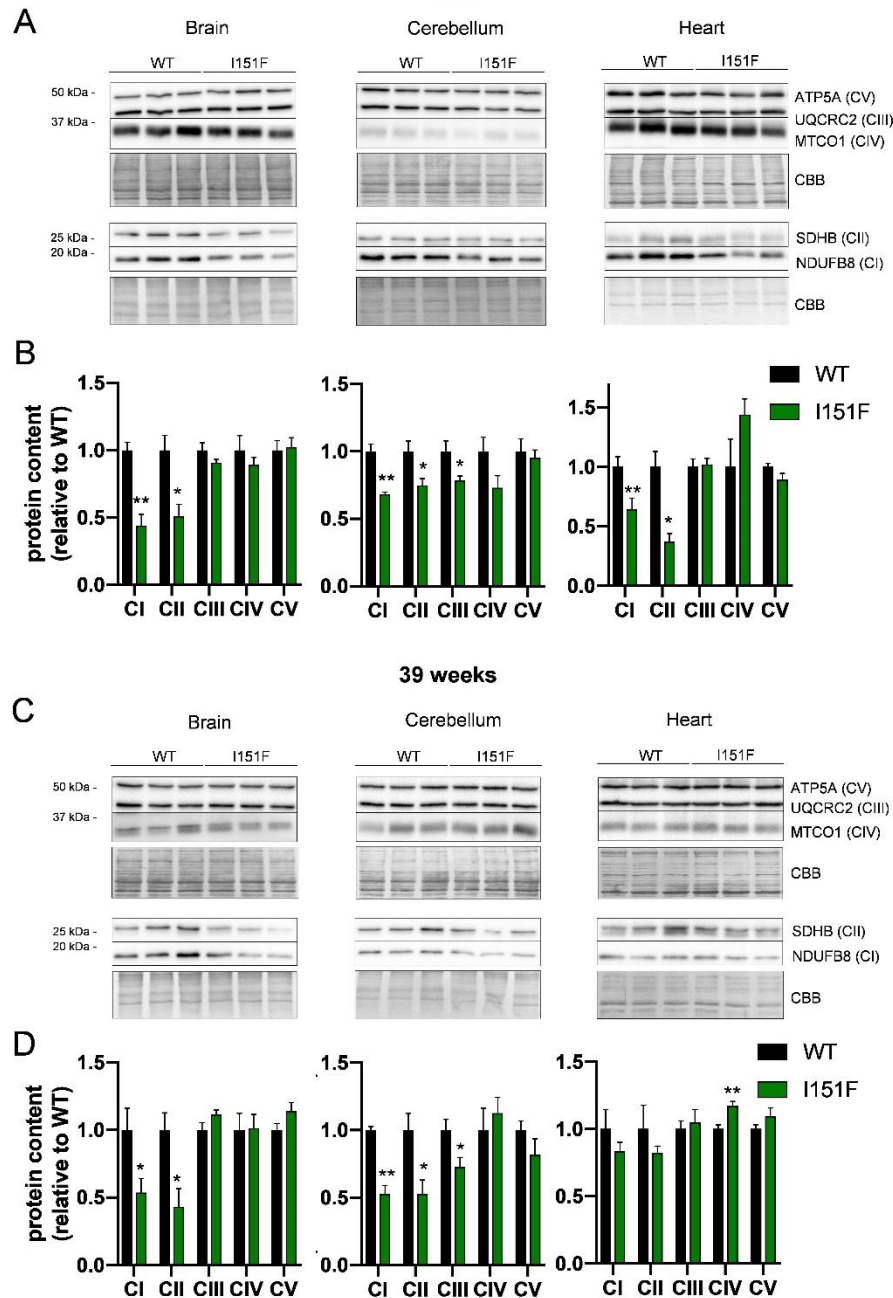 A
Brain Cerebellum Heart
WT I151F WT I151F WT I151F
50 kDa -
37 kDa -
ATP5A (CV)
UQCRC2 (CIII)
MTCO1 (CIV)
CBB
25 kDa -
20 kDa -
SDHB (CII)
NDUFB8 (CI)
CBB
B
protein content
(relative to WT)
1.5
1.0
0.5
0.0
** *
CI CII CIII CIV CV
1.5
1.0
0.5
0.0
** * *
CI CII CIII CIV CV
1.5
1.0
0.5
0.0
** *
CI CII CIII CIV CV
WT
I151F
39 weeks
C
Brain Cerebellum Heart
WT I151F WT I151F WT I151F
50 kDa -
37 kDa -
ATP5A (CV)
UQCRC2 (CIII)
MTCO1 (CIV)
CBB
25 kDa -
20 kDa -
SDHB (CII)
NDUFB8 (CI)
CBB
D
protein content
(relative to WT)
1.5
1.0
0.5
0.0
* *
CI CII CIII CIV CV
1.5
1.0
0.5
0.0
** * *
CI CII CIII CIV CV
1.5
1.0
0.5
0.0
**
CI CII CIII CIV CV
WT
I151F